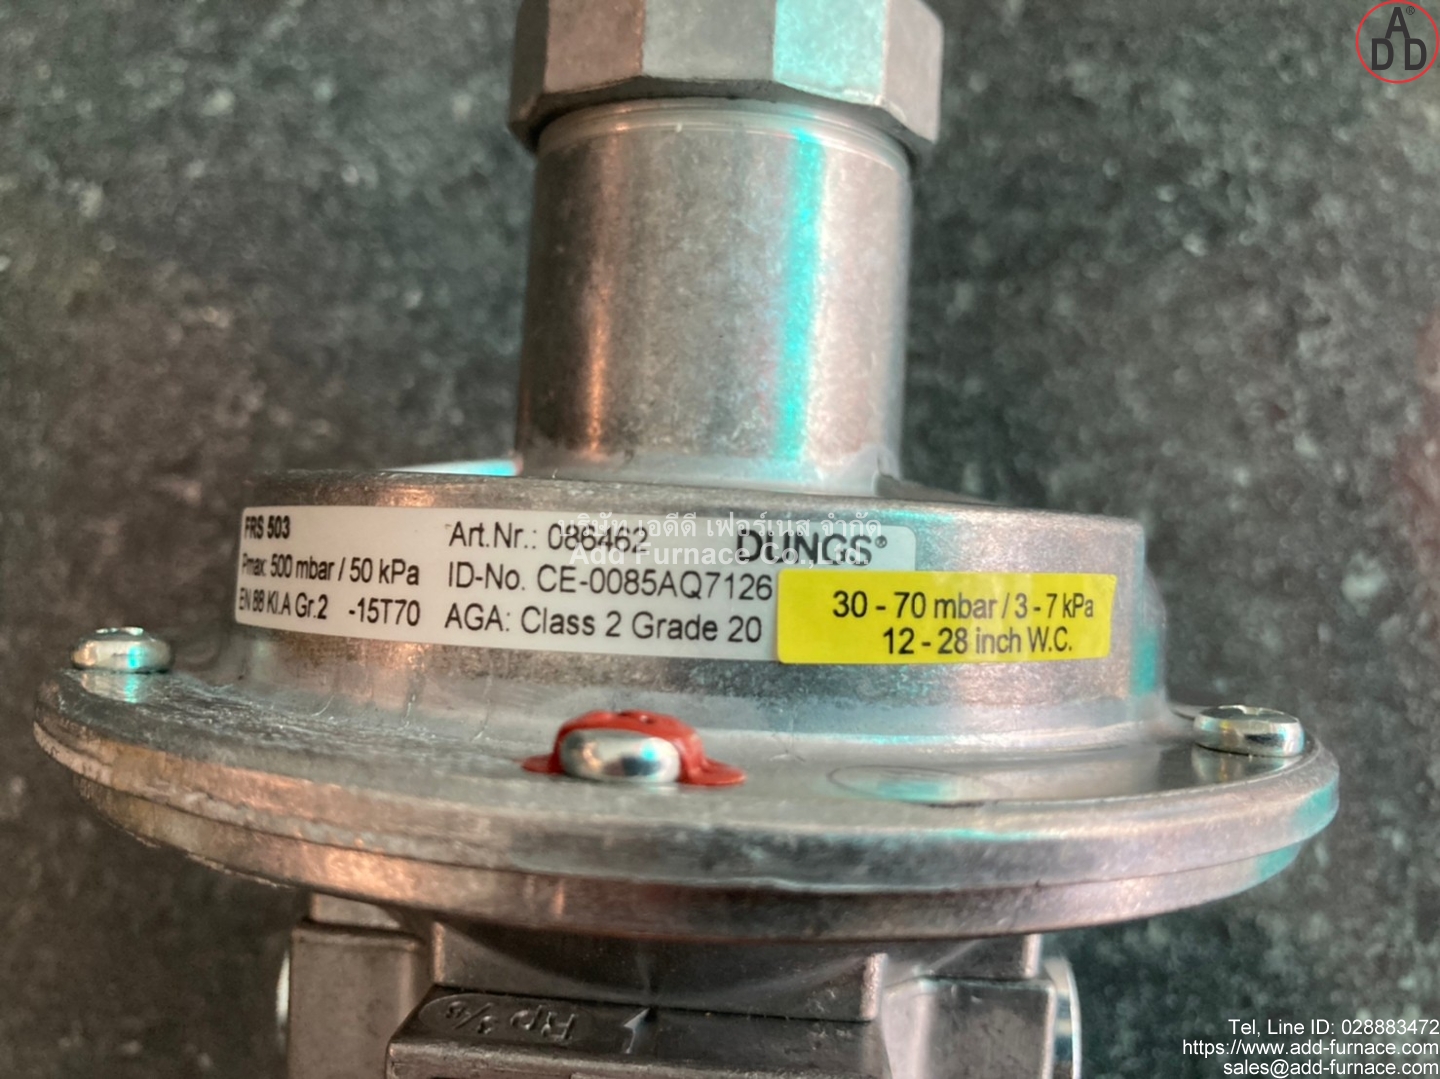 ADD®
FRS 503
Art.Nr.: 086462
DUNGS®
Pmax. 500 mbar / 50 kPa
ID-No. CE-0085AQ7126
EN 88 Kl.A Gr.2 -15T70
AGA: Class 2 Grade 20
30 - 70 mbar / 3 - 7 kPa
12 - 28 inch W.C.
บริษัท เอดีดี เฟอร์เนส จำกัด
Add Furnace Co.,Ltd.
Rp 3/8
Tel, Line ID: 028883472
https://www.add-furnace.com
sales@add-furnace.com